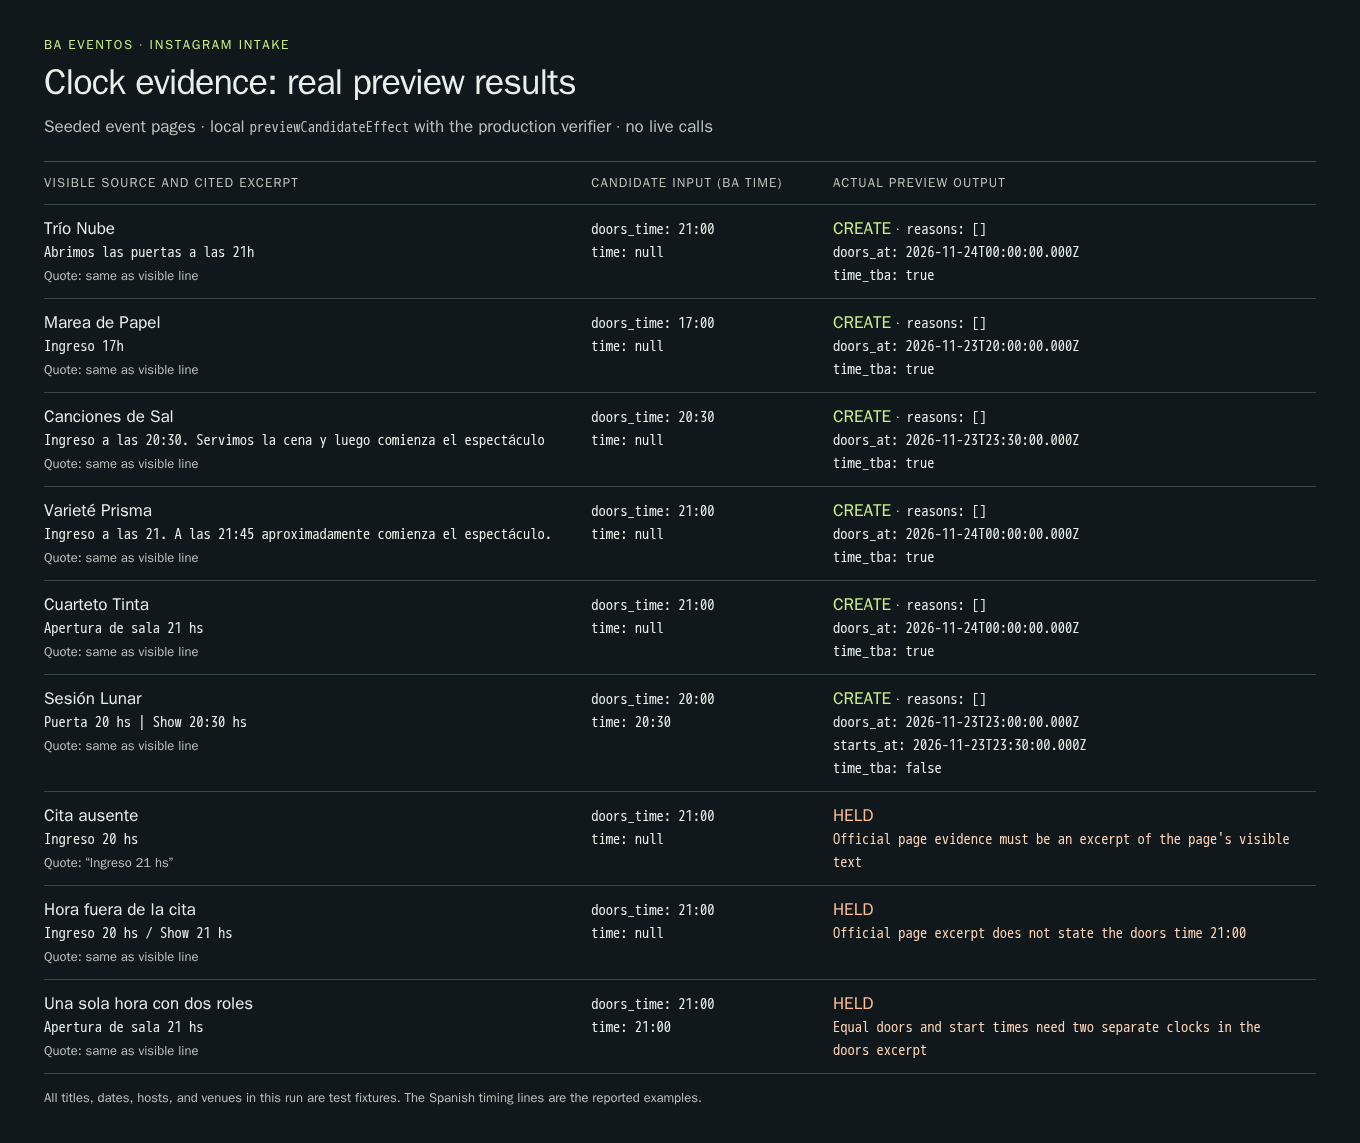 BA EVENTOS · INSTAGRAM INTAKE
Clock evidence: real preview results
Seeded event pages · local previewCandidateEffect with the production verifier · no live calls
VISIBLE SOURCE AND CITED EXCERPT
CANDIDATE INPUT (BA TIME)
ACTUAL PREVIEW OUTPUT
Trío Nube
Abrimos las puertas a las 21h
Quote: same as visible line
doors_time: 21:00
time: null
CREATE · reasons: []
doors_at: 2026-11-24T00:00:00.000Z
time_tba: true
Marea de Papel
Ingreso 17h
Quote: same as visible line
doors_time: 17:00
time: null
CREATE · reasons: []
doors_at: 2026-11-23T20:00:00.000Z
time_tba: true
Canciones de Sal
Ingreso a las 20:30. Servimos la cena y luego comienza el espectáculo
Quote: same as visible line
doors_time: 20:30
time: null
CREATE · reasons: []
doors_at: 2026-11-23T23:30:00.000Z
time_tba: true
Varieté Prisma
Ingreso a las 21. A las 21:45 aproximadamente comienza el espectáculo.
Quote: same as visible line
doors_time: 21:00
time: null
CREATE · reasons: []
doors_at: 2026-11-24T00:00:00.000Z
time_tba: true
Cuarteto Tinta
Apertura de sala 21 hs
Quote: same as visible line
doors_time: 21:00
time: null
CREATE · reasons: []
doors_at: 2026-11-24T00:00:00.000Z
time_tba: true
Sesión Lunar
Puerta 20 hs | Show 20:30 hs
Quote: same as visible line
doors_time: 20:00
time: 20:30
CREATE · reasons: []
doors_at: 2026-11-23T23:00:00.000Z
starts_at: 2026-11-23T23:30:00.000Z
time_tba: false
Cita ausente
Ingreso 20 hs
Quote: "Ingreso 21 hs"
doors_time: 21:00
time: null
HELD
Official page evidence must be an excerpt of the page's visible
text
Hora fuera de la cita
Ingreso 20 hs / Show 21 hs
Quote: same as visible line
doors_time: 21:00
time: null
HELD
Official page excerpt does not state the doors time 21:00
Una sola hora con dos roles
Apertura de sala 21 hs
Quote: same as visible line
doors_time: 21:00
time: 21:00
HELD
Equal doors and start times need two separate clocks in the
doors excerpt
All titles, dates, hosts, and venues in this run are test fixtures. The Spanish timing lines are the reported examples.